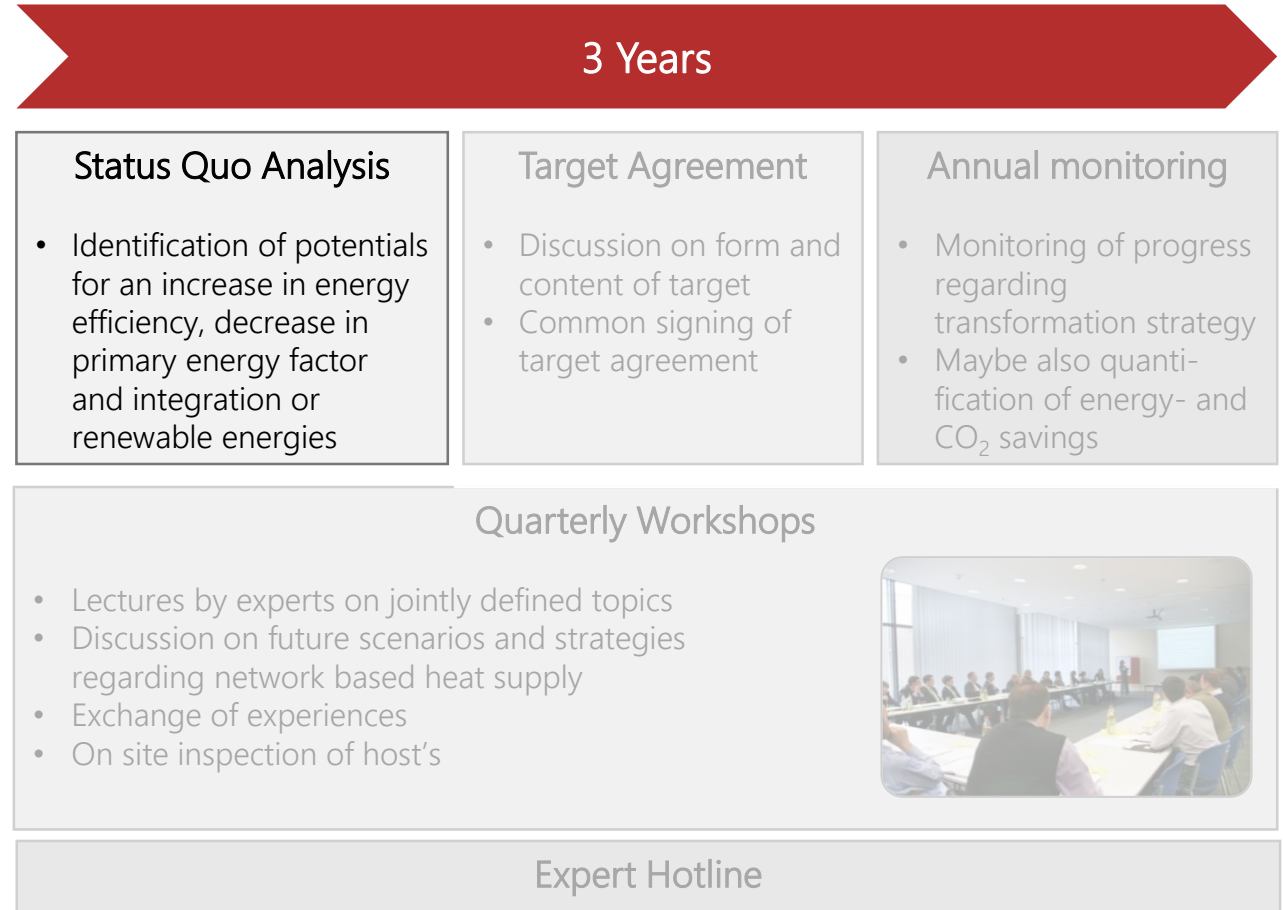 3 Years
Status Quo Analysis
• Identification of potentials
for an increase in energy
efficiency, decrease in
primary energy factor
and integration or
renewable energies
Target Agreement
• Discussion on form and
content of target
• Common signing of
target agreement
Annual monitoring
• Monitoring of progress
regarding
transformation strategy
• Maybe also quanti-
fication of energy- and
CO₂ savings
Quarterly Workshops
• Lectures by experts on jointly defined topics
• Discussion on future scenarios and strategies
regarding network based heat supply
• Exchange of experiences
• On site inspection of host's
Expert Hotline